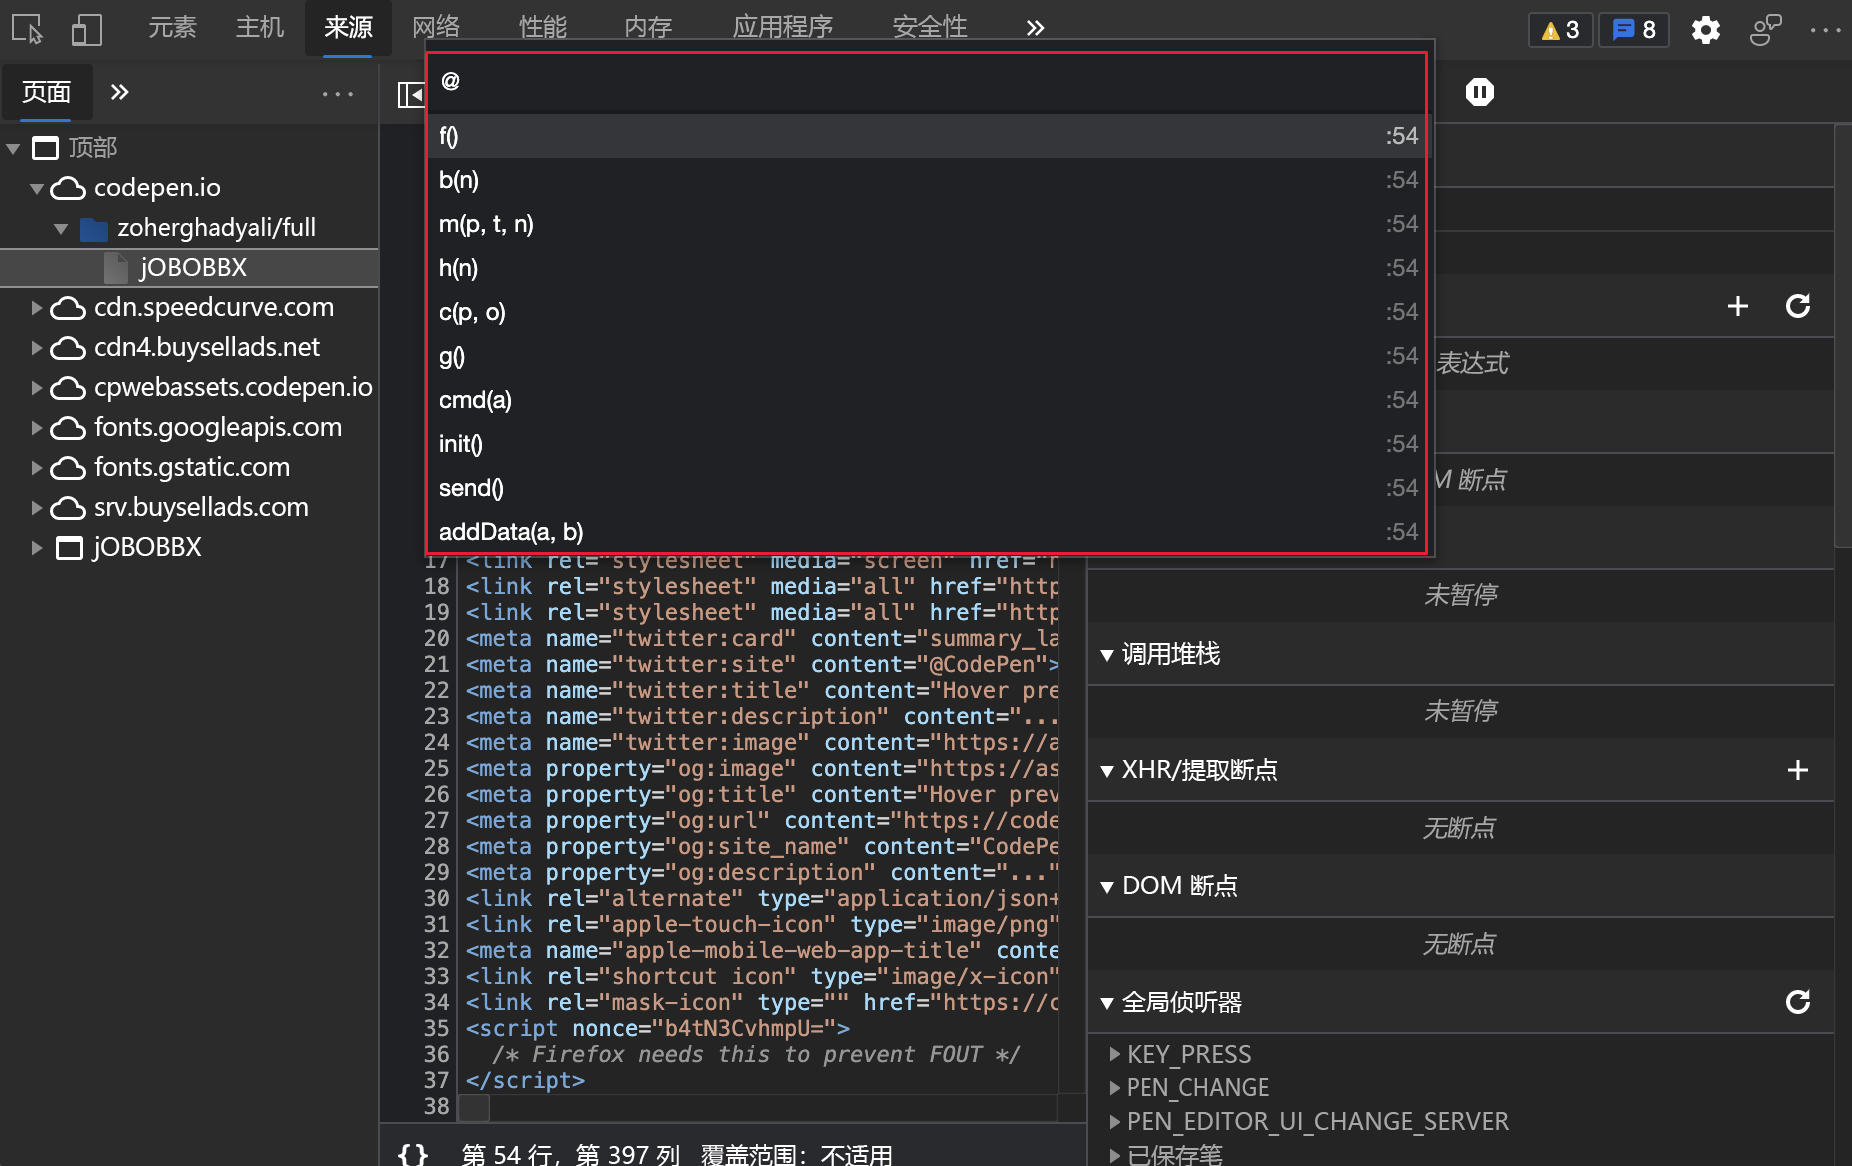 元素 主机 来源 网络 性能 内存 应用程序 安全性 3 8
页面
@
f() :54
b(n) :54
m(p, t, n) :54
h(n) :54
c(p, o) :54
g() :54
cmd(a) :54
init() :54
send() :54
addData(a, b) :54
顶部
codepen.io
zoherghadyali/full
jOBOBBX
cdn.speedcurve.com
cdn4.buysellads.net
cpwebassets.codepen.io
fonts.googleapis.com
fonts.gstatic.com
srv.buysellads.com
jOBOBBX
17 <link rel="stylesheet" media="screen" href="h
18 <link rel="stylesheet" media="all" href="http
19 <link rel="stylesheet" media="all" href="http
20 <meta name="twitter:card" content="summary_la
21 <meta name="twitter:site" content="@CodePen">
22 <meta name="twitter:title" content="Hover pre
23 <meta name="twitter:description" content="...
24 <meta name="twitter:image" content="https://a
25 <meta property="og:image" content="https://as
26 <meta property="og:title" content="Hover prev
27 <meta property="og:url" content="https://code
28 <meta property="og:site_name" content="CodePe
29 <meta property="og:description" content="..."
30 <link rel="alternate" type="application/json+
31 <link rel="apple-touch-icon" type="image/png"
32 <meta name="apple-mobile-web-app-title" conte
33 <link rel="shortcut icon" type="image/x-icon"
34 <link rel="mask-icon" type="" href="https://c
35 <script nonce="b4tN3CvhmpU=">
36 /* Firefox needs this to prevent FOUT */
37 </script>
38
{} 第 54 行，第 397 列 覆盖范围：不适用
表达式
M 断点
未暂停
调用堆栈
未暂停
XHR/提取断点
无断点
DOM 断点
无断点
全局侦听器
KEY_PRESS
PEN_CHANGE
PEN_EDITOR_UI_CHANGE_SERVER
已保存笔